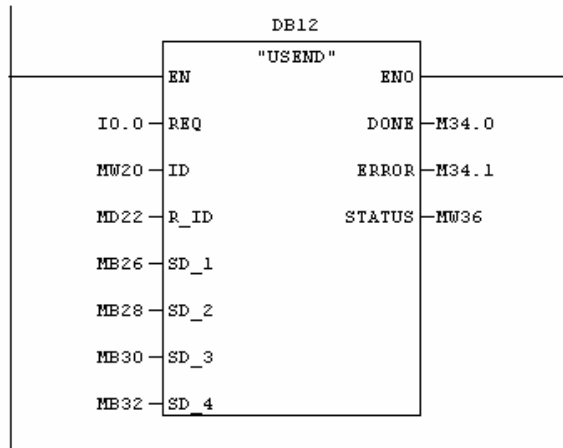 DB12
"USEND"
EN ENO
I0.0 REQ DONE M34.0
MW20 ID ERROR M34.1
MD22 R_ID STATUS MW36
MB26 SD_1
MB28 SD_2
MB30 SD_3
MB32 SD_4